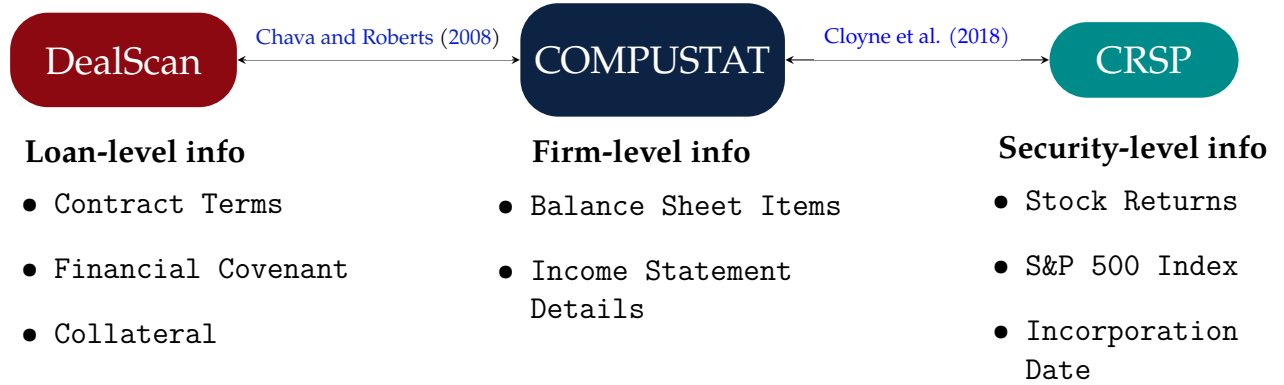 DealScan
Chava and Roberts (2008)
COMPUSTAT
Cloyne et al. (2018)
CRSP
Loan-level info
• Contract Terms
• Financial Covenant
• Collateral
Firm-level info
• Balance Sheet Items
• Income Statement
Details
Security-level info
• Stock Returns
• S&P 500 Index
• Incorporation
Date